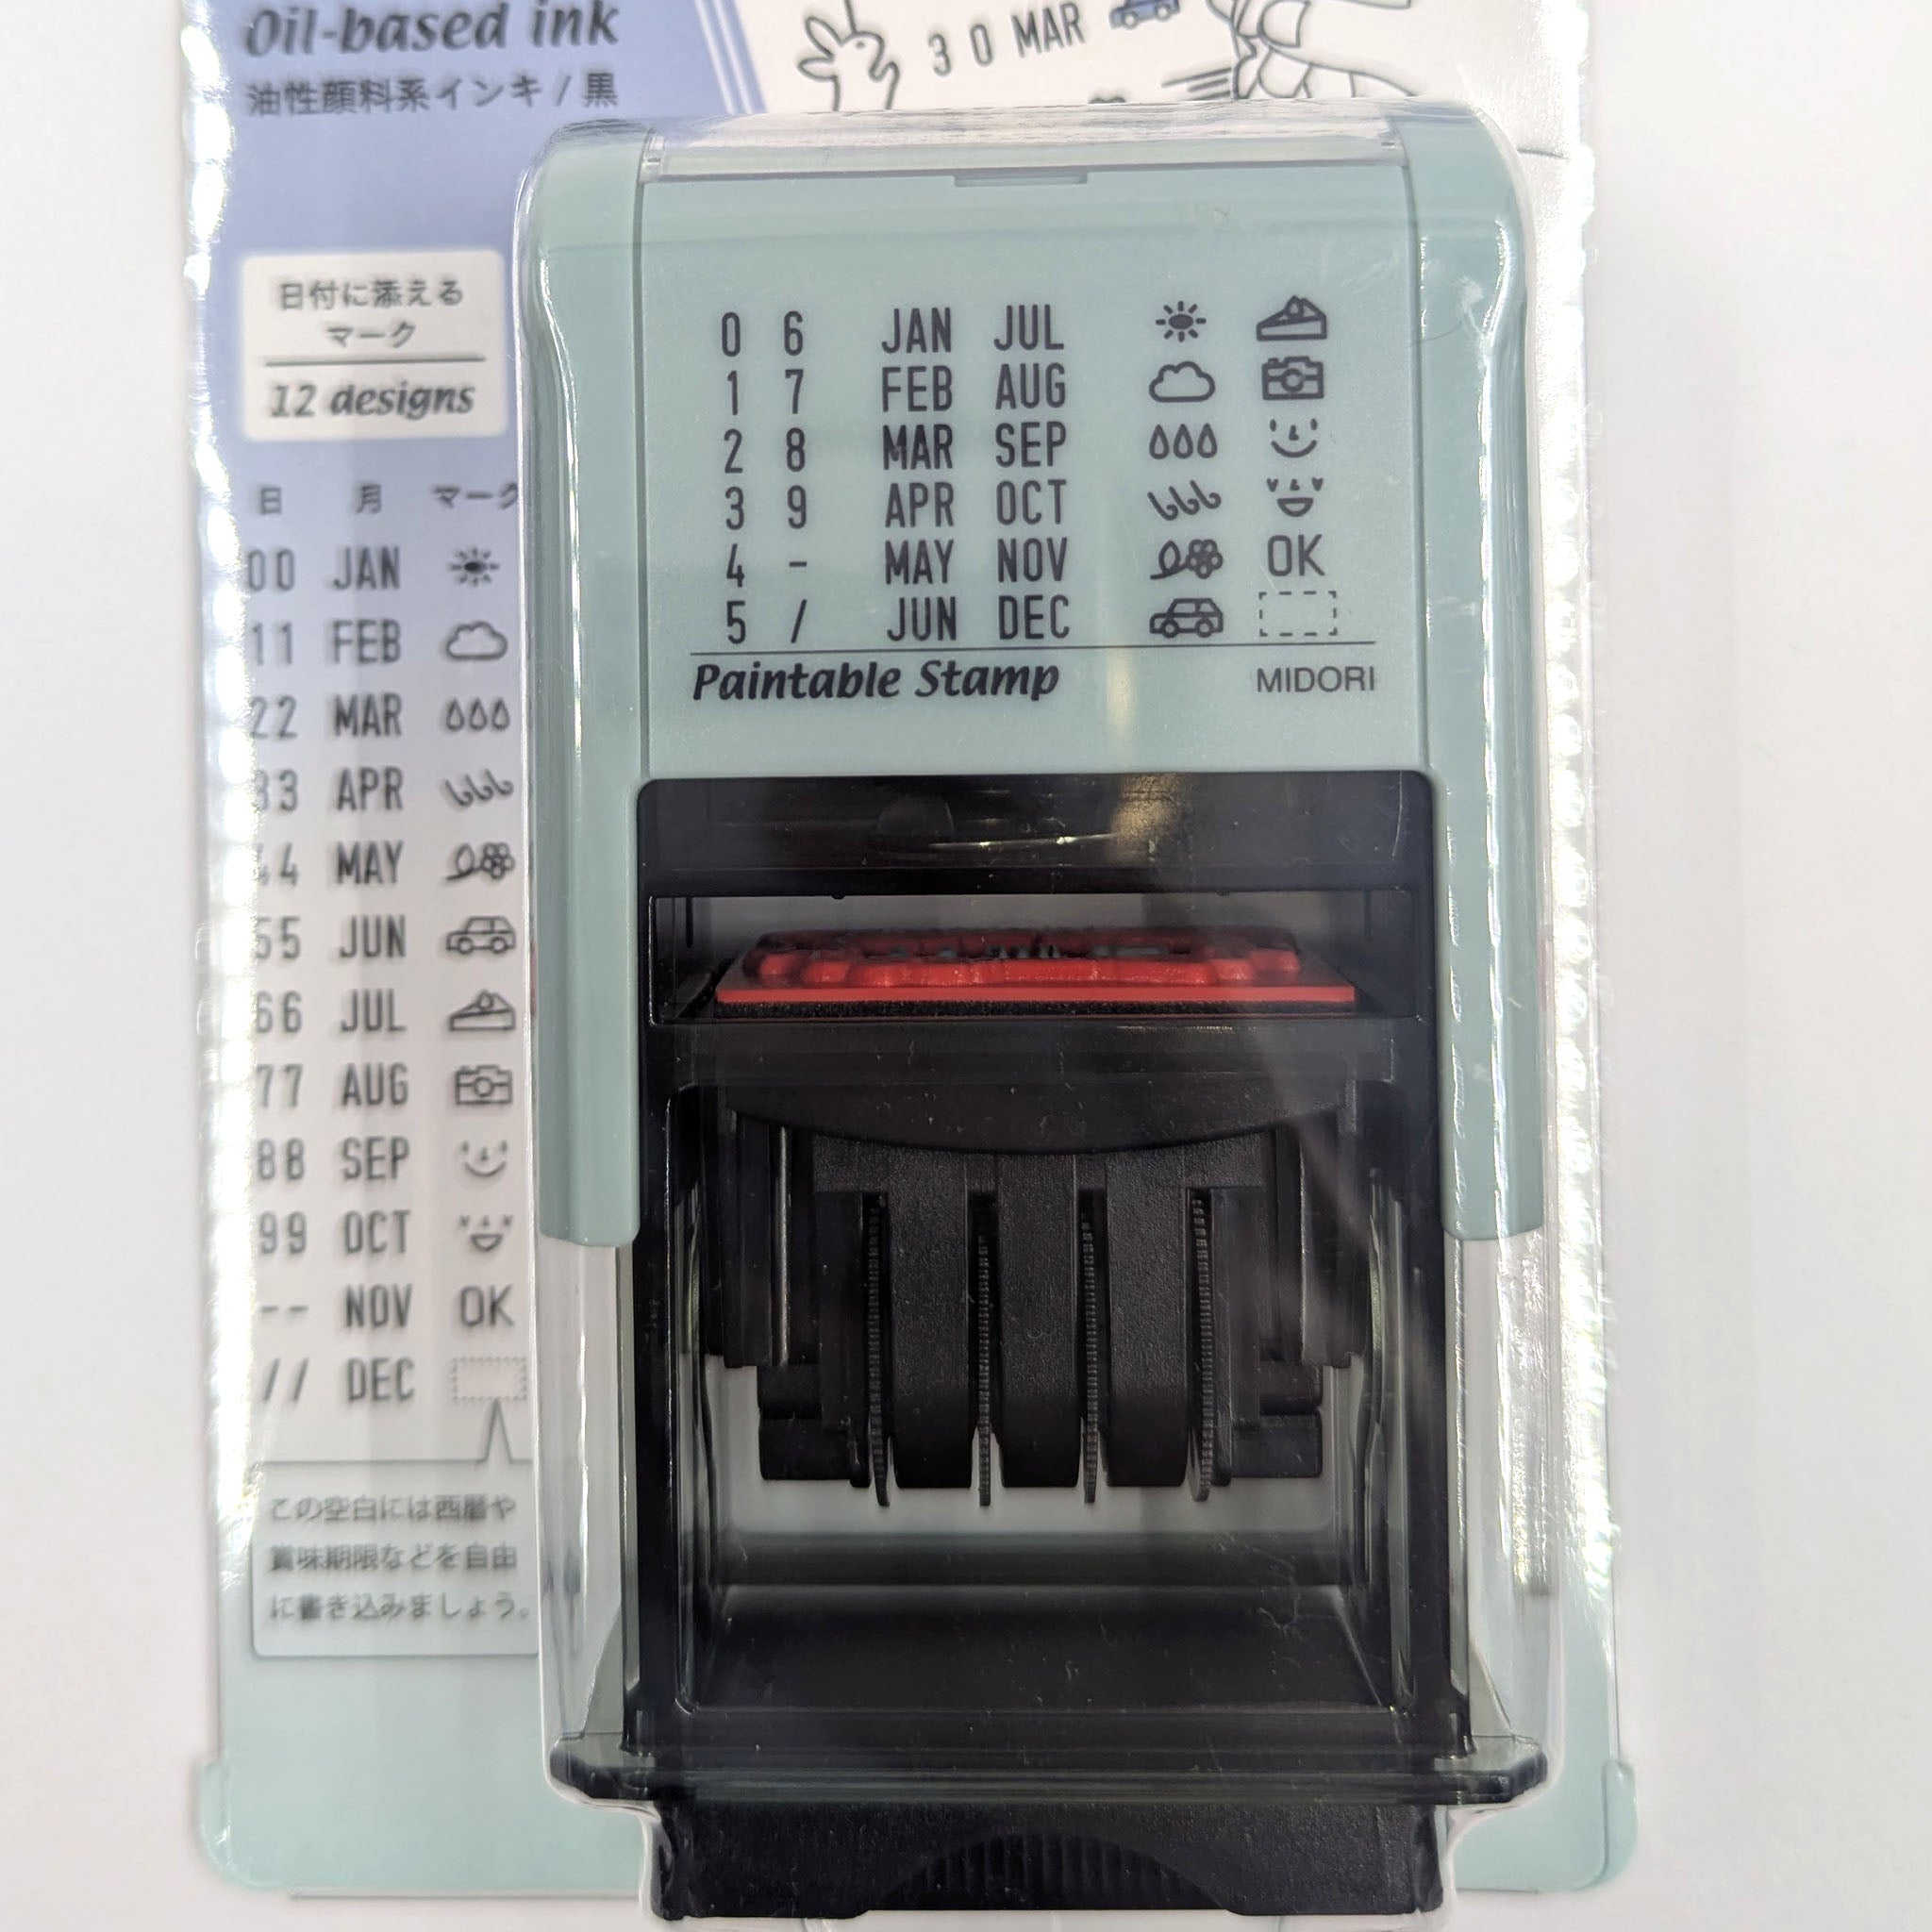 Oil-based ink
油性顔料系インキ / 黒
30 MAR
日付に添える
マーク
12 designs
日 月 マーク
00 JAN
11 FEB
22 MAR
33 APR
44 MAY
55 JUN
66 JUL
77 AUG
88 SEP
99 OCT
-- NOV OK
// DEC
この空白には西暦や
賞味期限などを自由
に書き込みましょう。
0 6 JAN JUL
1 7 FEB AUG
2 8 MAR SEP
3 9 APR OCT
4 - MAY NOV OK
5 / JUN DEC
Paintable Stamp MIDORI